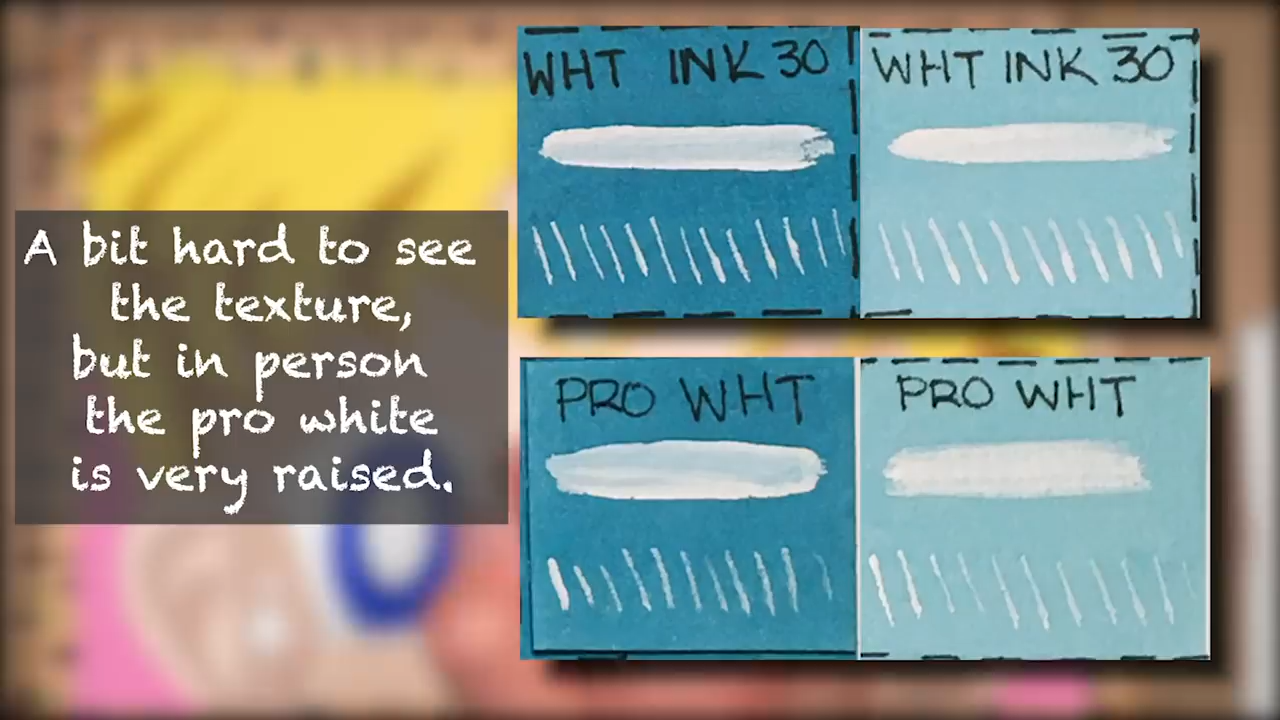 A bit hard to see
the texture,
but in person
the pro white
is very raised.
WHT INK 30
WHT INK 30
PRO WHT
PRO WHT